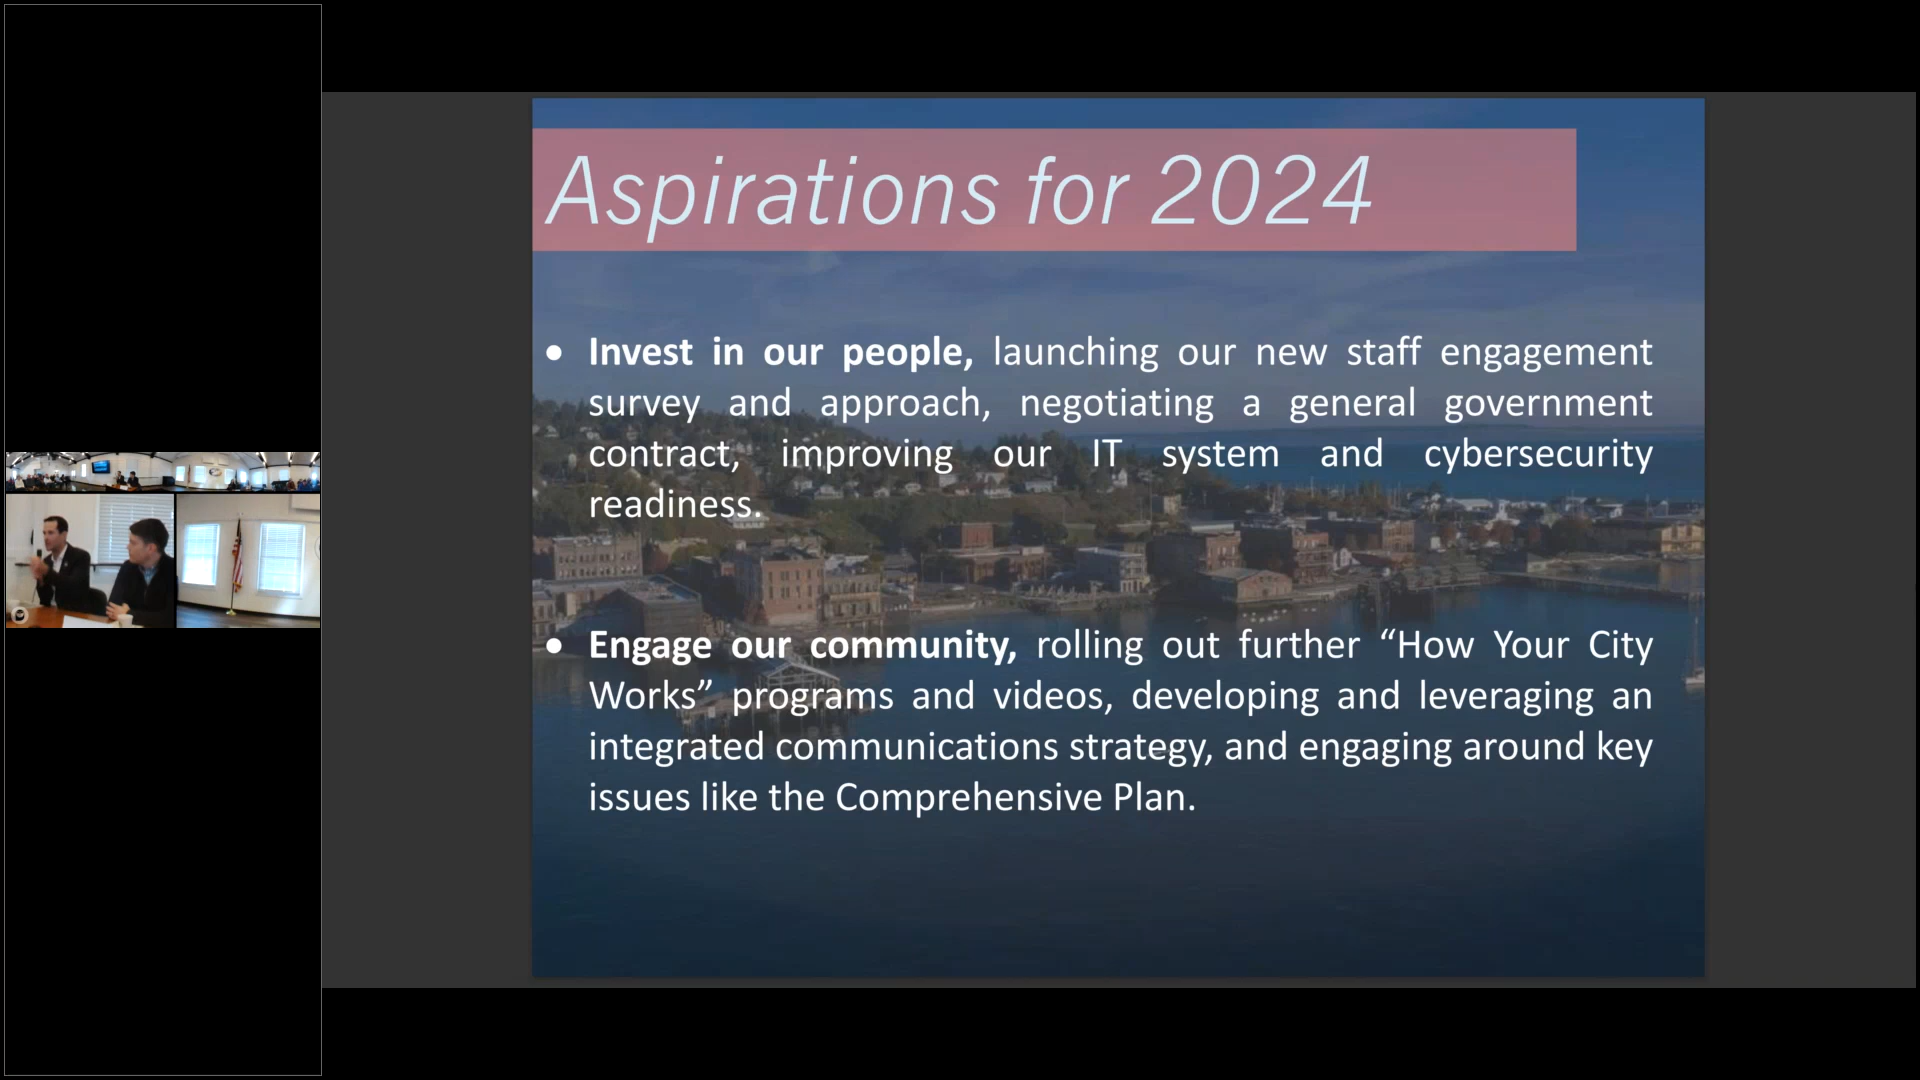 Aspirations for 2024
• Invest in our people, launching our new staff engagement
survey and approach, negotiating a general government
contract, improving our IT system and cybersecurity
readiness.
• Engage our community, rolling out further “How Your City
Works” programs and videos, developing and leveraging an
integrated communications strategy, and engaging around key
issues like the Comprehensive Plan.